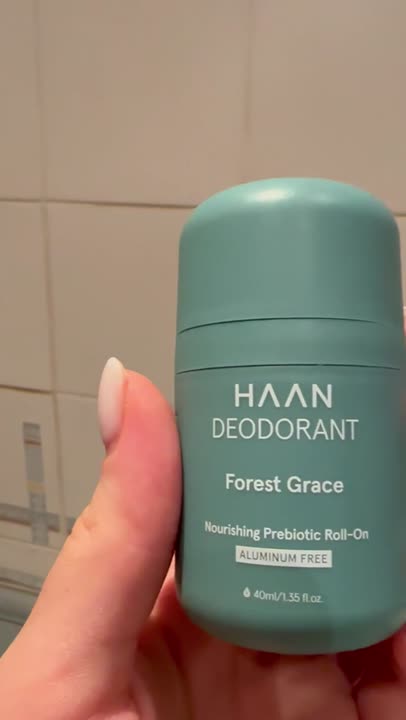 HAAN
DEODORANT
Forest Grace
Nourishing Prebiotic Roll-On
ALUMINUM FREE
40ml/1.35 fl.oz.